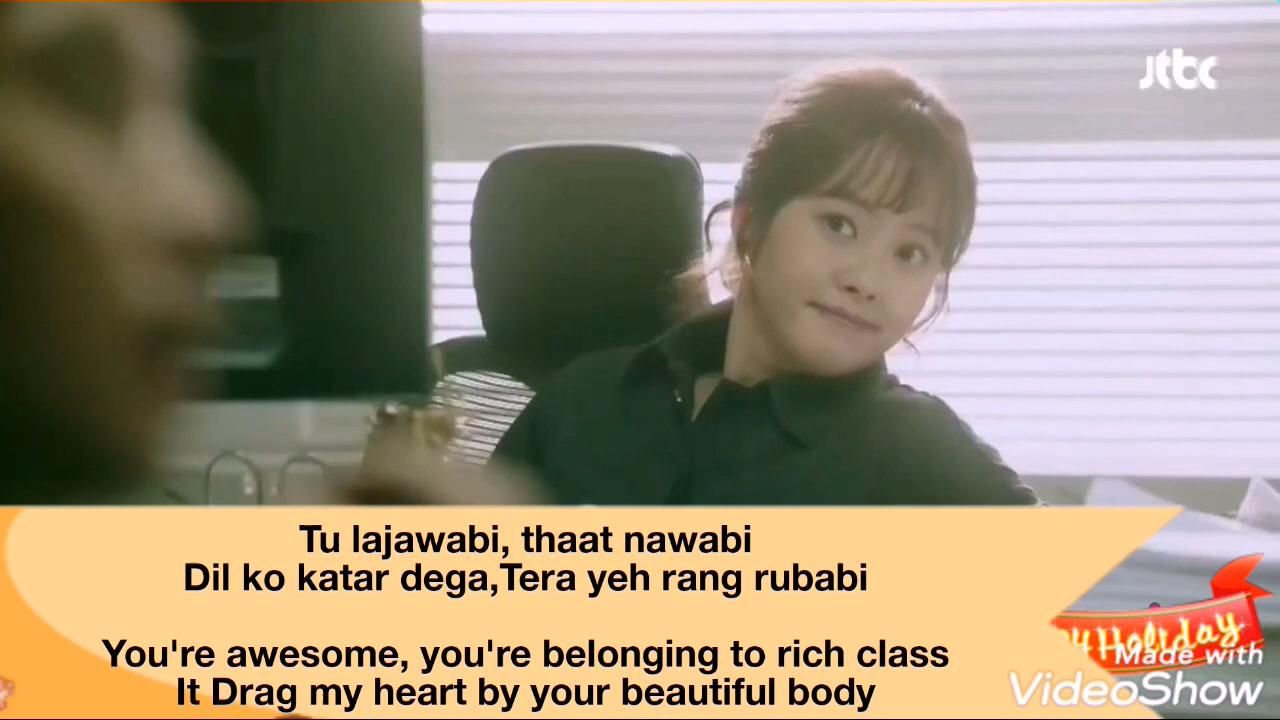 jtbc
Tu lajawabi, thaat nawabi
Dil ko katar dega,Tera yeh rang rubabi
You're awesome, you're belonging to rich class
It Drag my heart by your beautiful body
Holiday
Made with
VideoShow